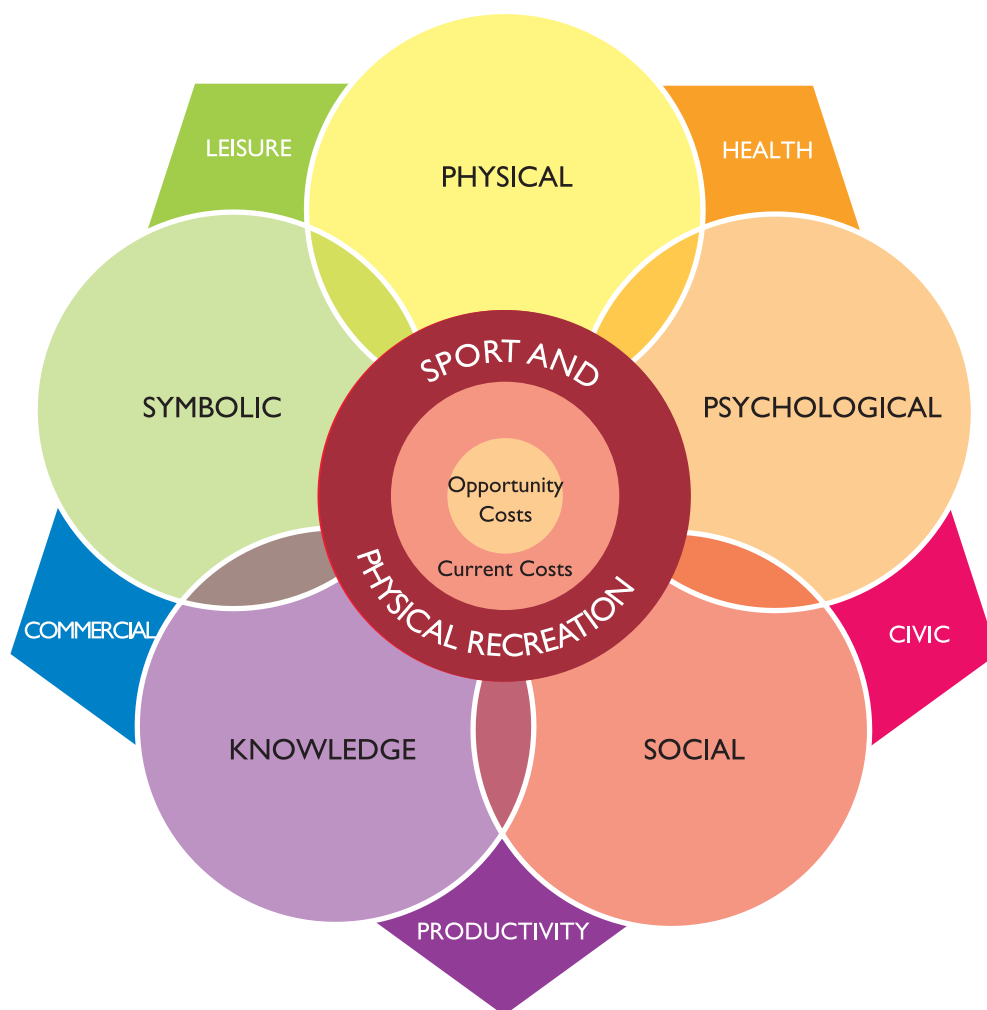 PHYSICAL
LEISURE
HEALTH
SYMBOLIC
PSYCHOLOGICAL
SPORT AND
PHYSICAL RECREATION
Opportunity
Costs
Current Costs
COMMERCIAL
CIVIC
KNOWLEDGE
SOCIAL
PRODUCTIVITY